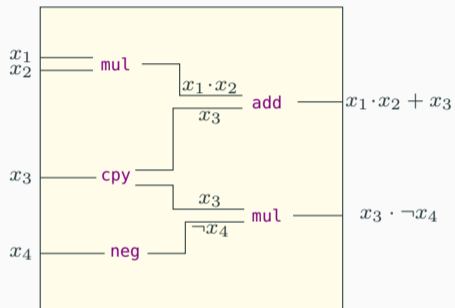 x₁
x₂
mul
x₁·x₂
x₃
add
x₁·x₂ + x₃
x₃
cpy
x₃
¬x₄
mul
x₃ · ¬x₄
x₄
neg